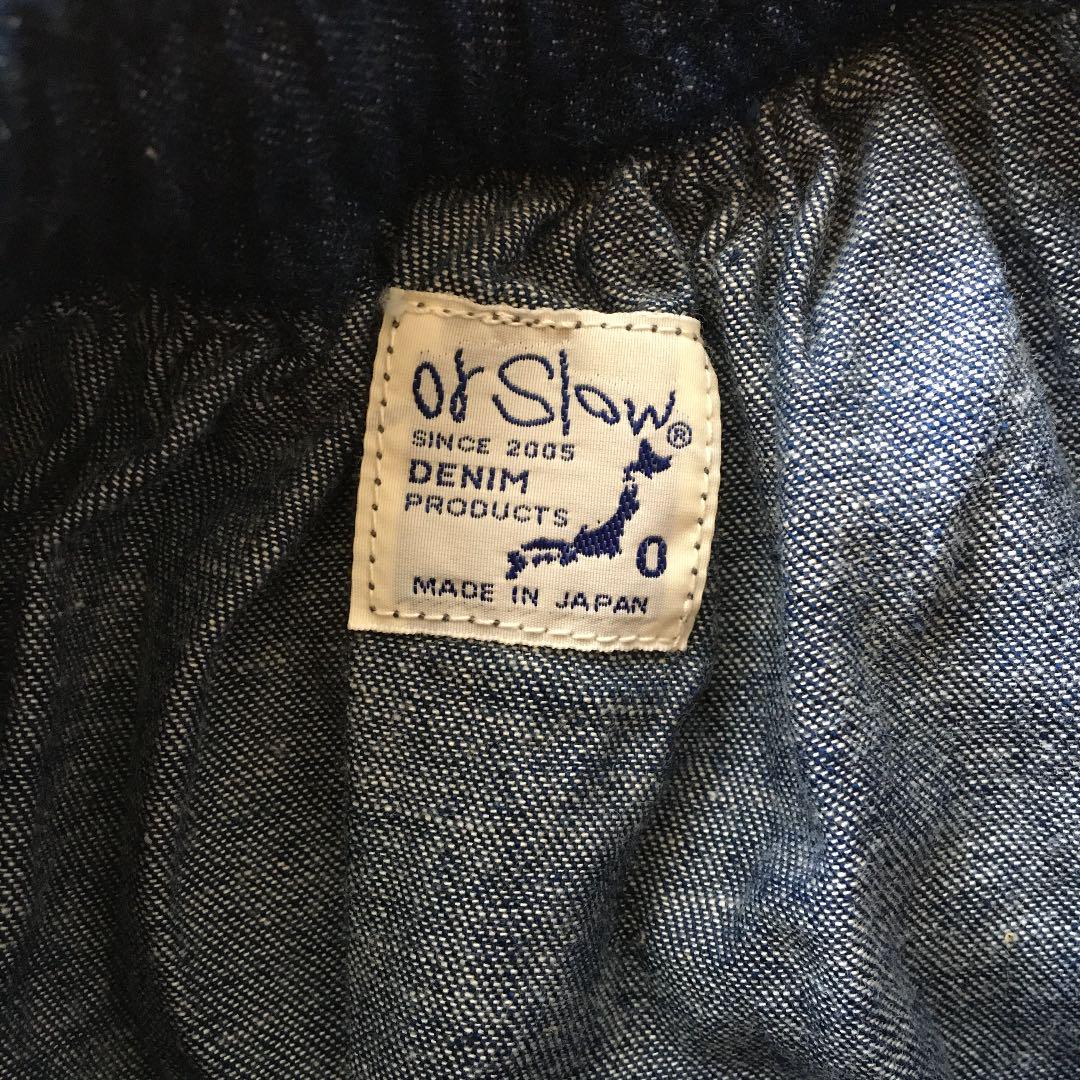 or Slow®
SINCE 2005
DENIM
PRODUCTS
0
MADE IN JAPAN